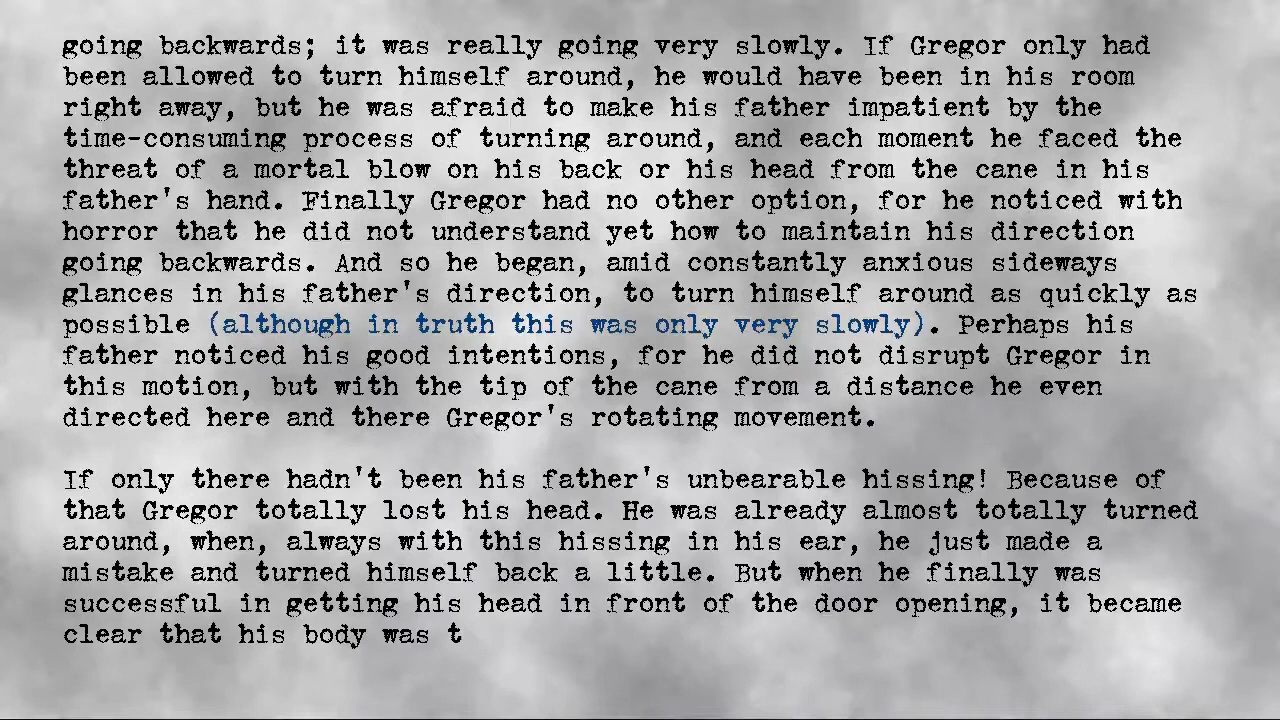 going backwards; it was really going very slowly. If Gregor only had
been allowed to turn himself around, he would have been in his room
right away, but he was afraid to make his father impatient by the
time-consuming process of turning around, and each moment he faced the
threat of a mortal blow on his back or his head from the cane in his
father's hand. Finally Gregor had no other option, for he noticed with
horror that he did not understand yet how to maintain his direction
going backwards. And so he began, amid constantly anxious sideways
glances in his father's direction, to turn himself around as quickly as
possible (although in truth this was only very slowly). Perhaps his
father noticed his good intentions, for he did not disrupt Gregor in
this motion, but with the tip of the cane from a distance he even
directed here and there Gregor's rotating movement.

If only there hadn't been his father's unbearable hissing! Because of
that Gregor totally lost his head. He was already almost totally turned
around, when, always with this hissing in his ear, he just made a
mistake and turned himself back a little. But when he finally was
successful in getting his head in front of the door opening, it became
clear that his body was t